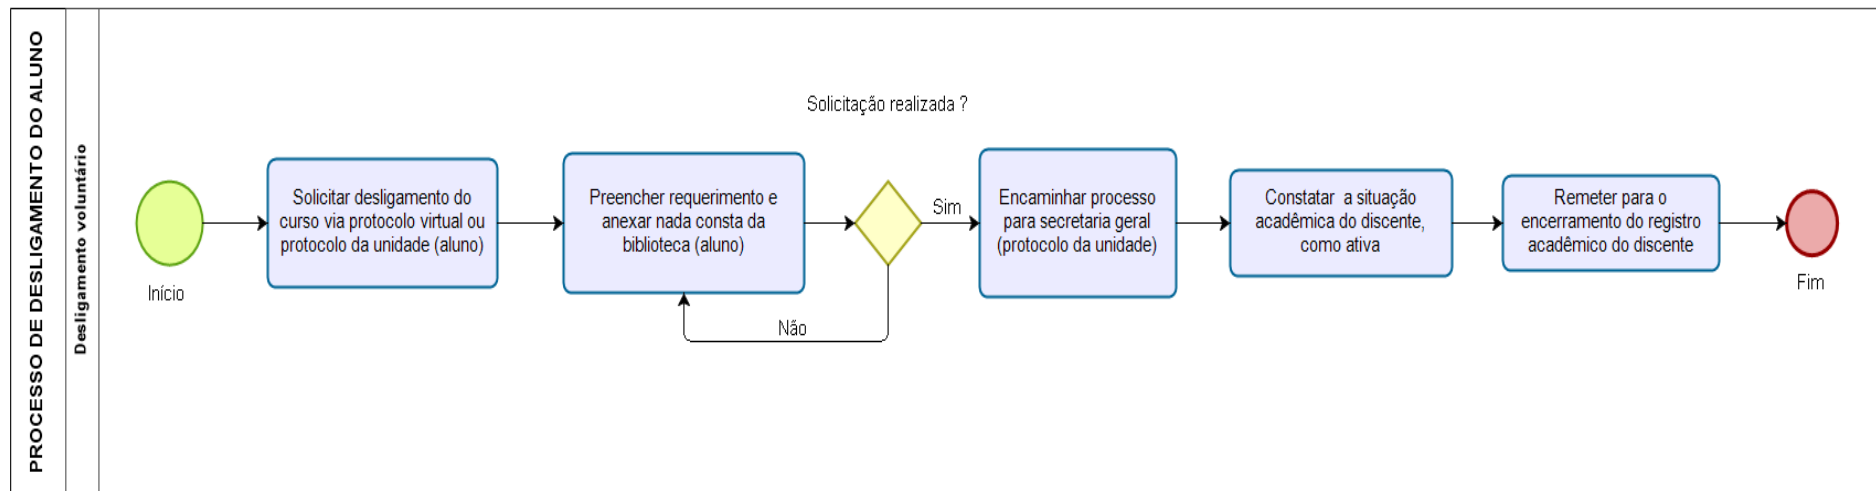 PROCESSO DE DESLIGAMENTO DO ALUNO
Desligamento voluntário
Início
Solicitar desligamento do
curso via protocolo virtual ou
protocolo da unidade (aluno)
Preencher requerimento e
anexar nada consta da
biblioteca (aluno)
Solicitação realizada ?
Sim
Não
Encaminhar processo
para secretaria geral
(protocolo da unidade)
Constatar a situação
acadêmica do discente,
como ativa
Remeter para o
encerramento do registro
acadêmico do discente
Fim